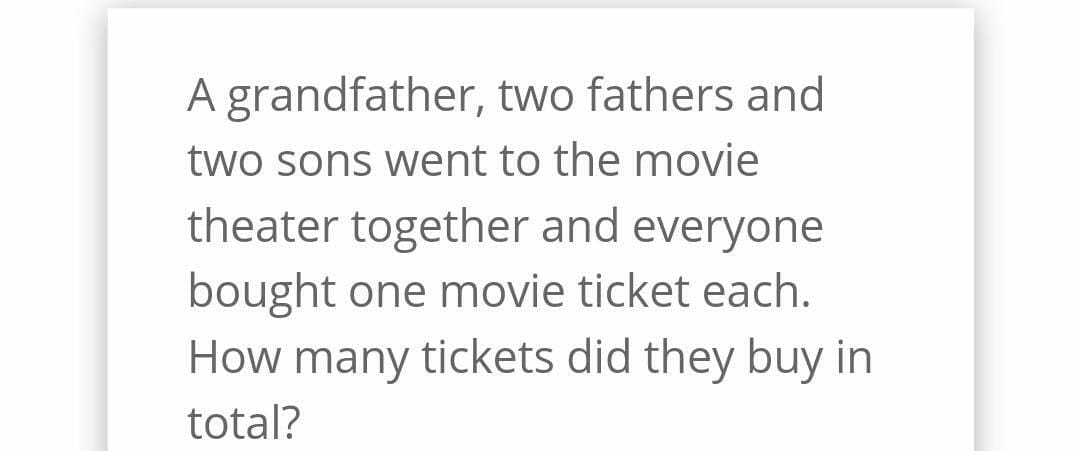 A grandfather, two fathers and
two sons went to the movie
theater together and everyone
bought one movie ticket each.
How many tickets did they buy in
total?